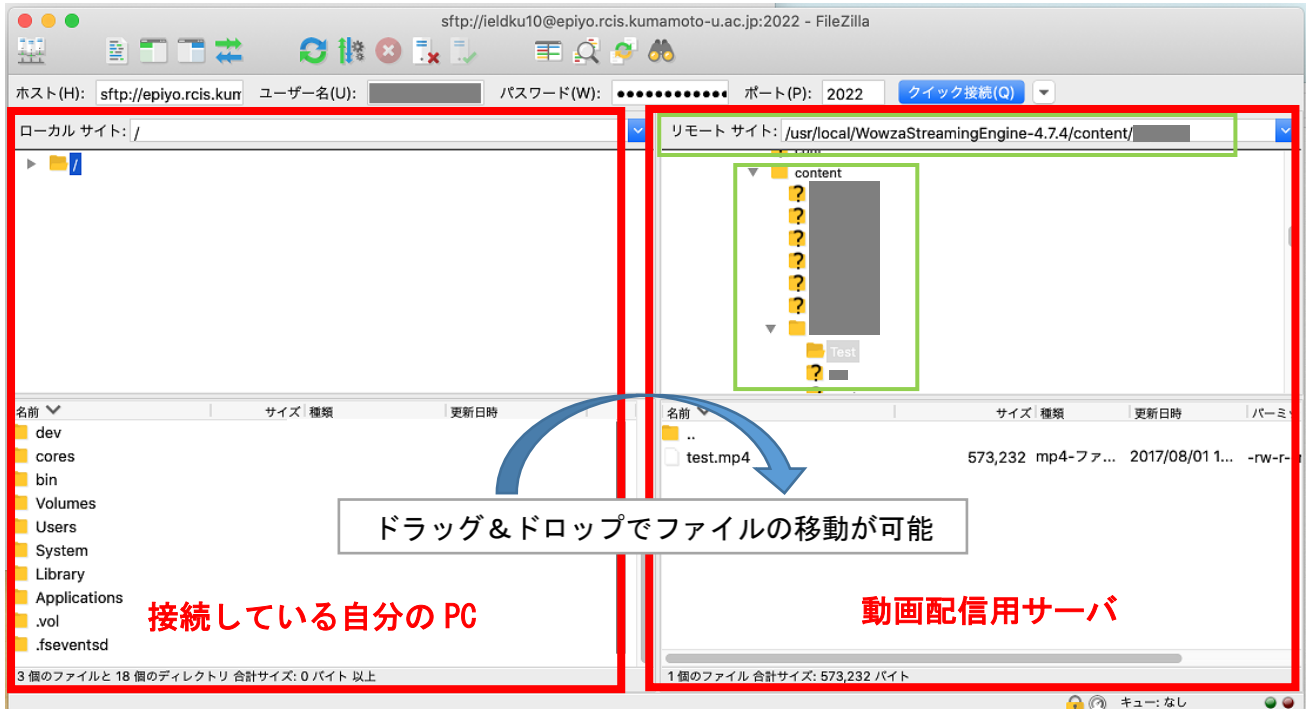 sftp://ieldku10@epiyo.rcis.kumamoto-u.ac.jp:2022 - FileZilla
ホスト(H): sftp://epiyo.rcis.kum ユーザー名(U): パスワード(W): ●●●●●●●●●●●● ポート(P): 2022 クイック接続(Q)
ローカル サイト: /
/
リモート サイト: /usr/local/WowzaStreamingEngine-4.7.4/content/
content
?
?
?
?
?
?
Test
?
名前 サイズ 種類 更新日時
dev
cores
bin
Volumes
Users
System
Library
Applications
.vol
.fseventsd
3 個のファイルと 18 個のディレクトリ 合計サイズ: 0 バイト 以上
名前 サイズ 種類 更新日時 パーミ
..
test.mp4 573,232 mp4-ファ... 2017/08/01 1... -rw-r-
1 個のファイル 合計サイズ: 573,232 バイト
ドラッグ＆ドロップでファイルの移動が可能
接続している自分の PC
動画配信用サーバ
キュー: なし